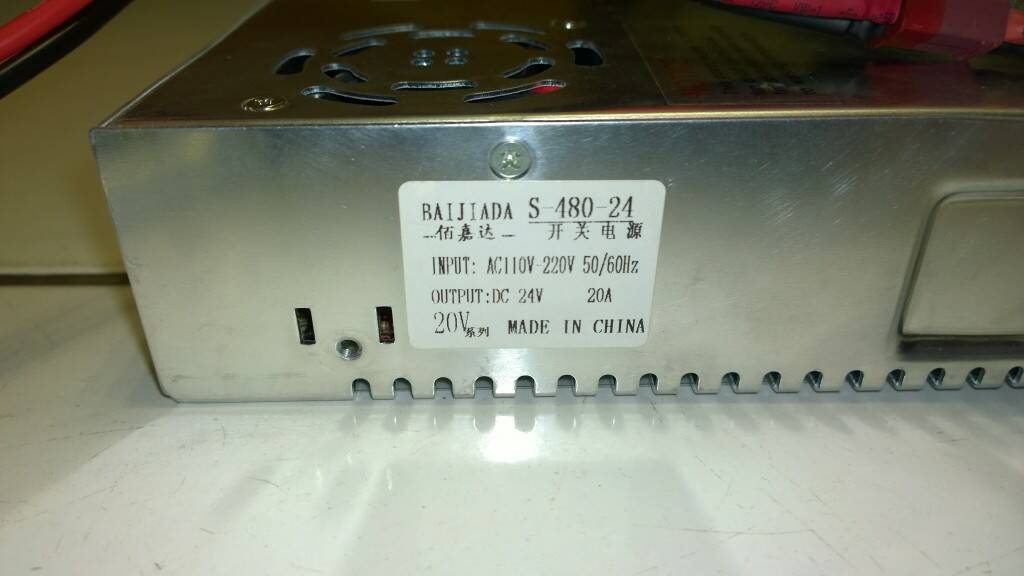 BAIJIADA S-480-24
—佰嘉达— 开关电源
INPUT: AC110V-220V 50/60Hz
OUTPUT:DC 24V 20A
20V系列 MADE IN CHINA